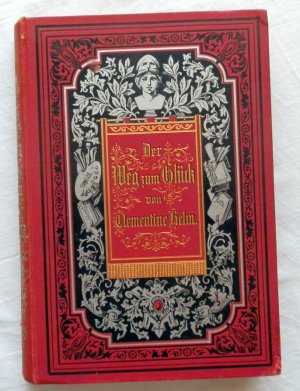 Der
Weg zum Glück
von
Clementine Helm.